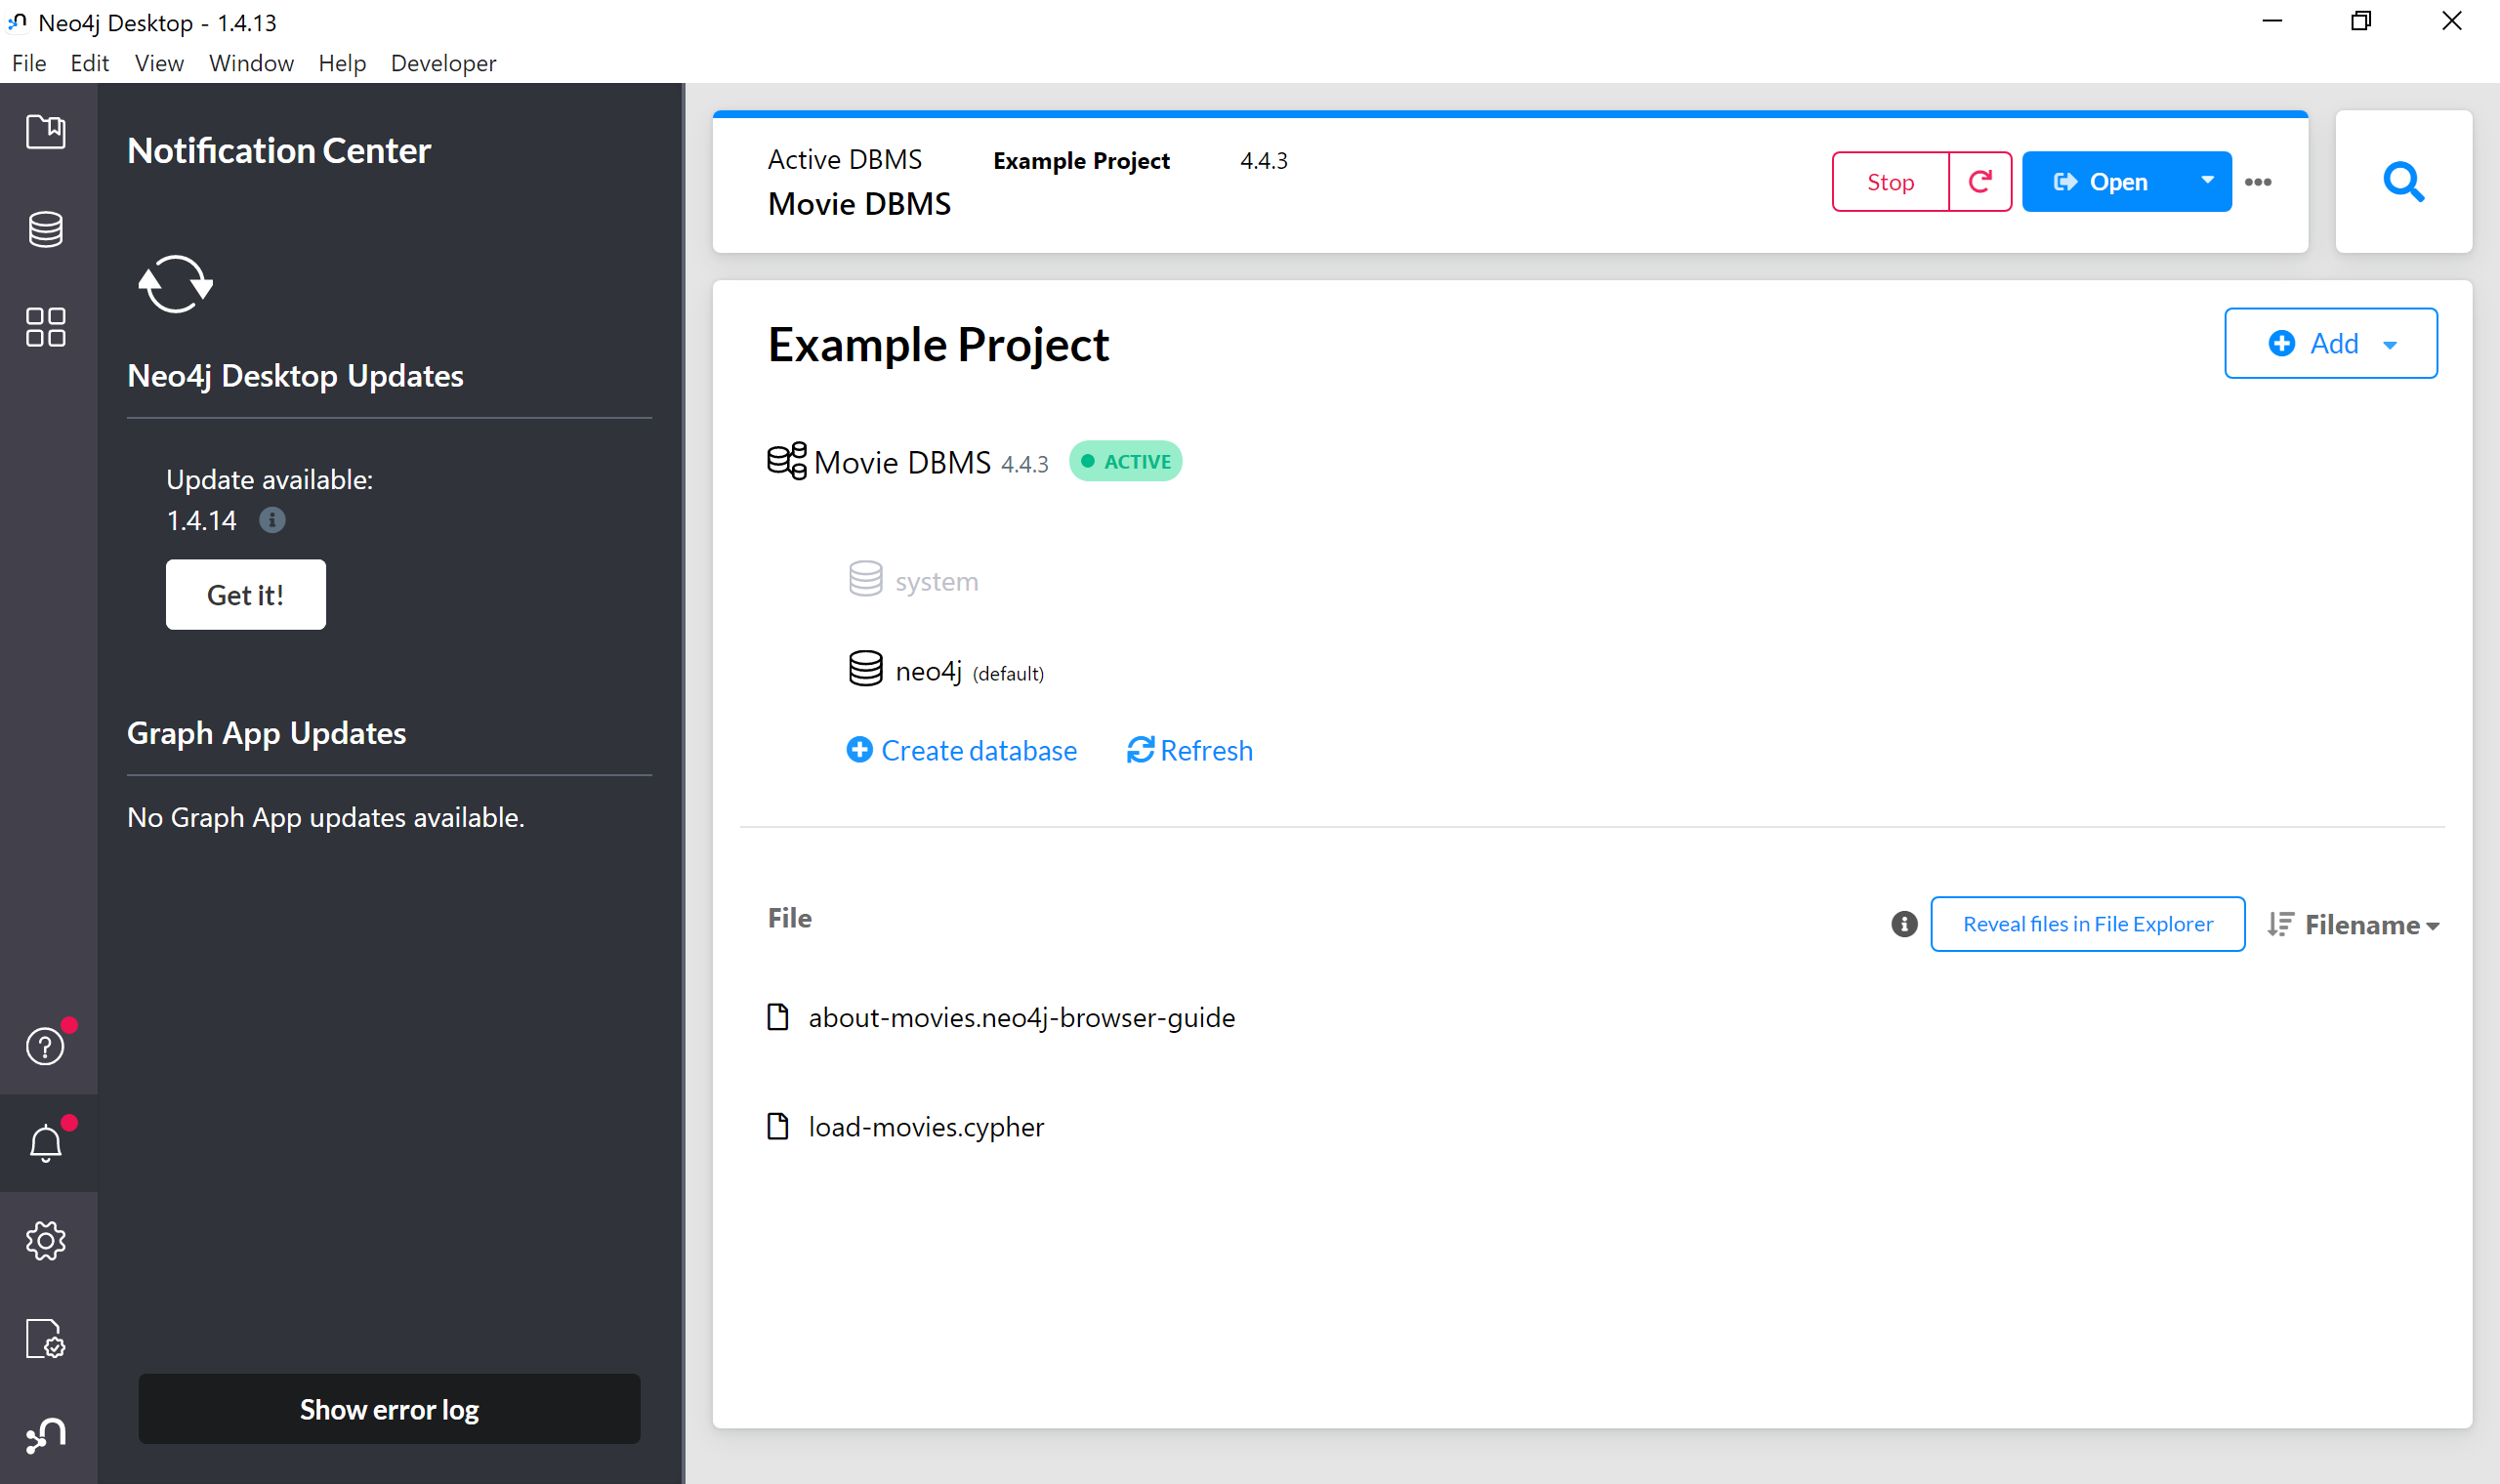 Neo4j Desktop - 1.4.13
File Edit View Window Help Developer
Notification Center
Neo4j Desktop Updates
Update available:
1.4.14
Get it!
Graph App Updates
No Graph App updates available.
Show error log
Active DBMS Example Project 4.4.3
Movie DBMS
Stop Open
Example Project
Add
Movie DBMS 4.4.3 ACTIVE
system
neo4j (default)
Create database Refresh
File Reveal files in File Explorer Filename
about-movies.neo4j-browser-guide
load-movies.cypher